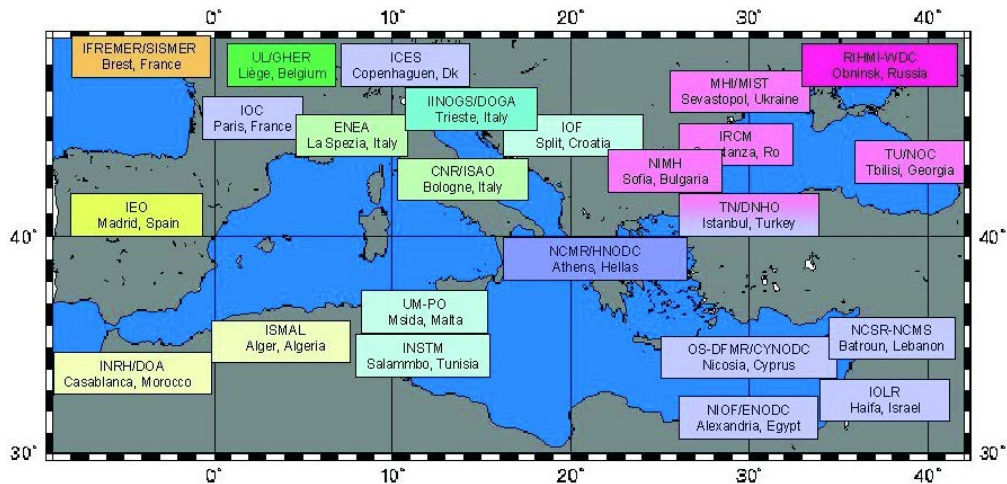 0° 10° 20° 30° 40°
IFREMER/SISMER
Brest, France
UL/GHER
Liège, Belgium
ICES
Copenhaguen, Dk
RIHMI-WDC
Obninsk, Russia
MHI/MIST
Sevastopol, Ukraine
IOC
Paris, France
IINOGS/DOGA
Trieste, Italy
ENEA
La Spezia, Italy
IOF
Split, Croatia
IRCM
tanza, Ro
NIMH
Sofia, Bulgaria
TU/NOC
Tbilisi, Georgia
CNR/ISAO
Bologne, Italy
IEO
Madrid, Spain
TN/DNHO
Istanbul, Turkey
40° 40°
NCMR/HNODC
Athens, Hellas
UM-PO
Msida, Malta
ISMAL
Alger, Algeria
INSTM
Salammbo, Tunisia
NCSR-NCMS
Batroun, Lebanon
OS-DFMR/CYNODC
Nicosia, Cyprus
INRH/DOA
Casablanca, Morocco
IOLR
Haifa, Israel
NIOF/ENODC
Alexandria, Egypt
30° 30°
0° 10° 20° 30° 40°